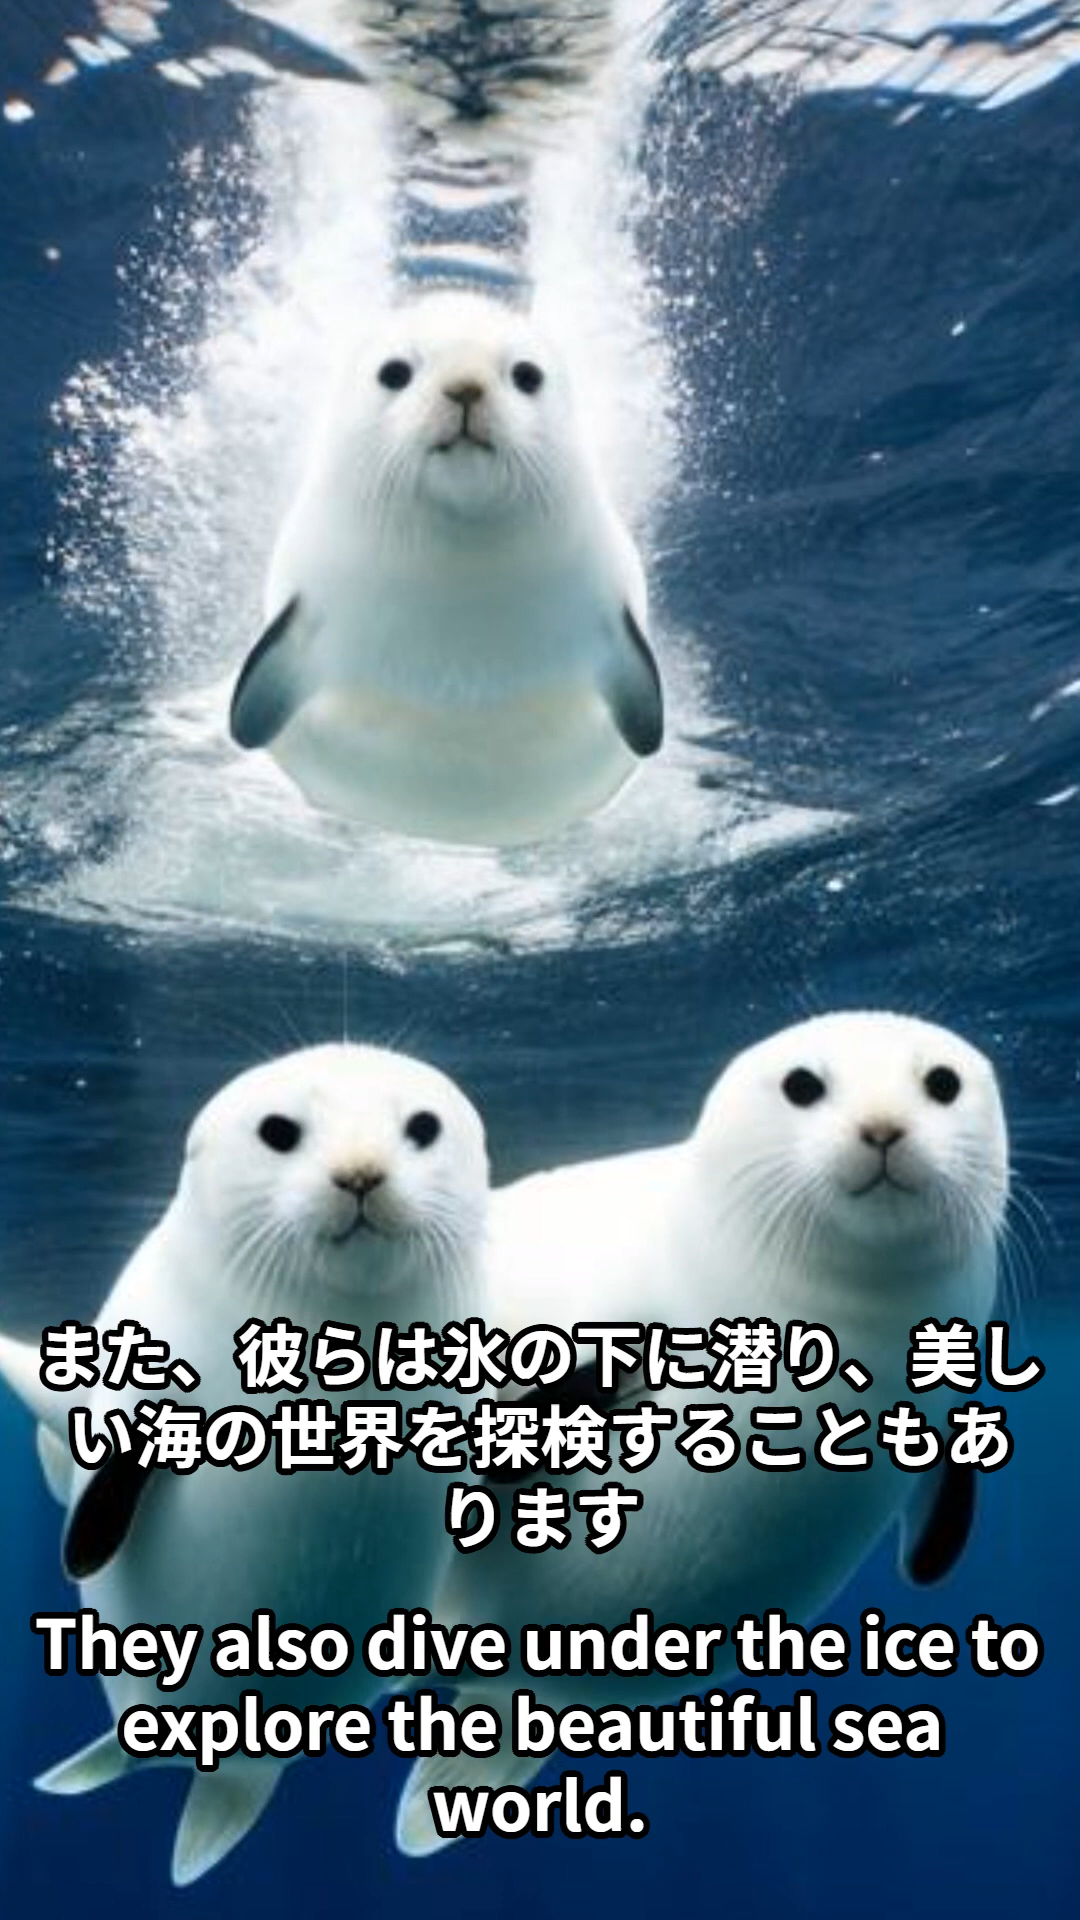 また、彼らは氷の下に潜り、美し
い海の世界を探検することもあ
ります
They also dive under the ice to
explore the beautiful sea
world.